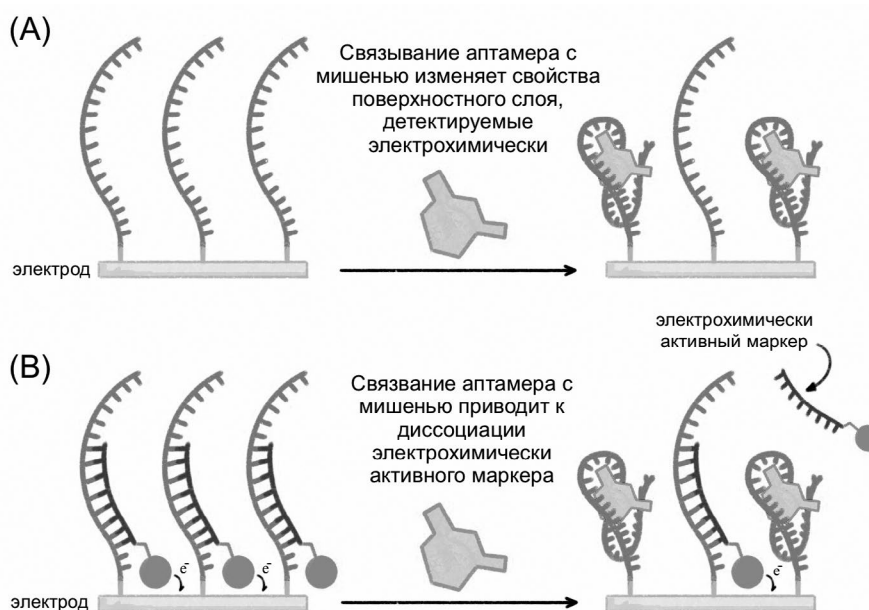 (A)
Связывание аптамера с
мишенью изменяет свойства
поверхностного слоя,
детектируемые
электрохимически
электрод
электрохимически
активный маркер
(B)
Связвание аптамера с
мишенью приводит к
диссоциации
электрохимически
активного маркера
e⁻
e⁻
e⁻
электрод